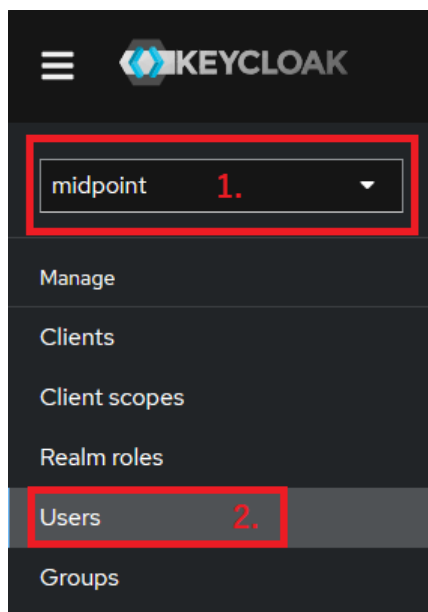 KEYCLOAK
midpoint 1.
Manage
Clients
Client scopes
Realm roles
Users 2.
Groups